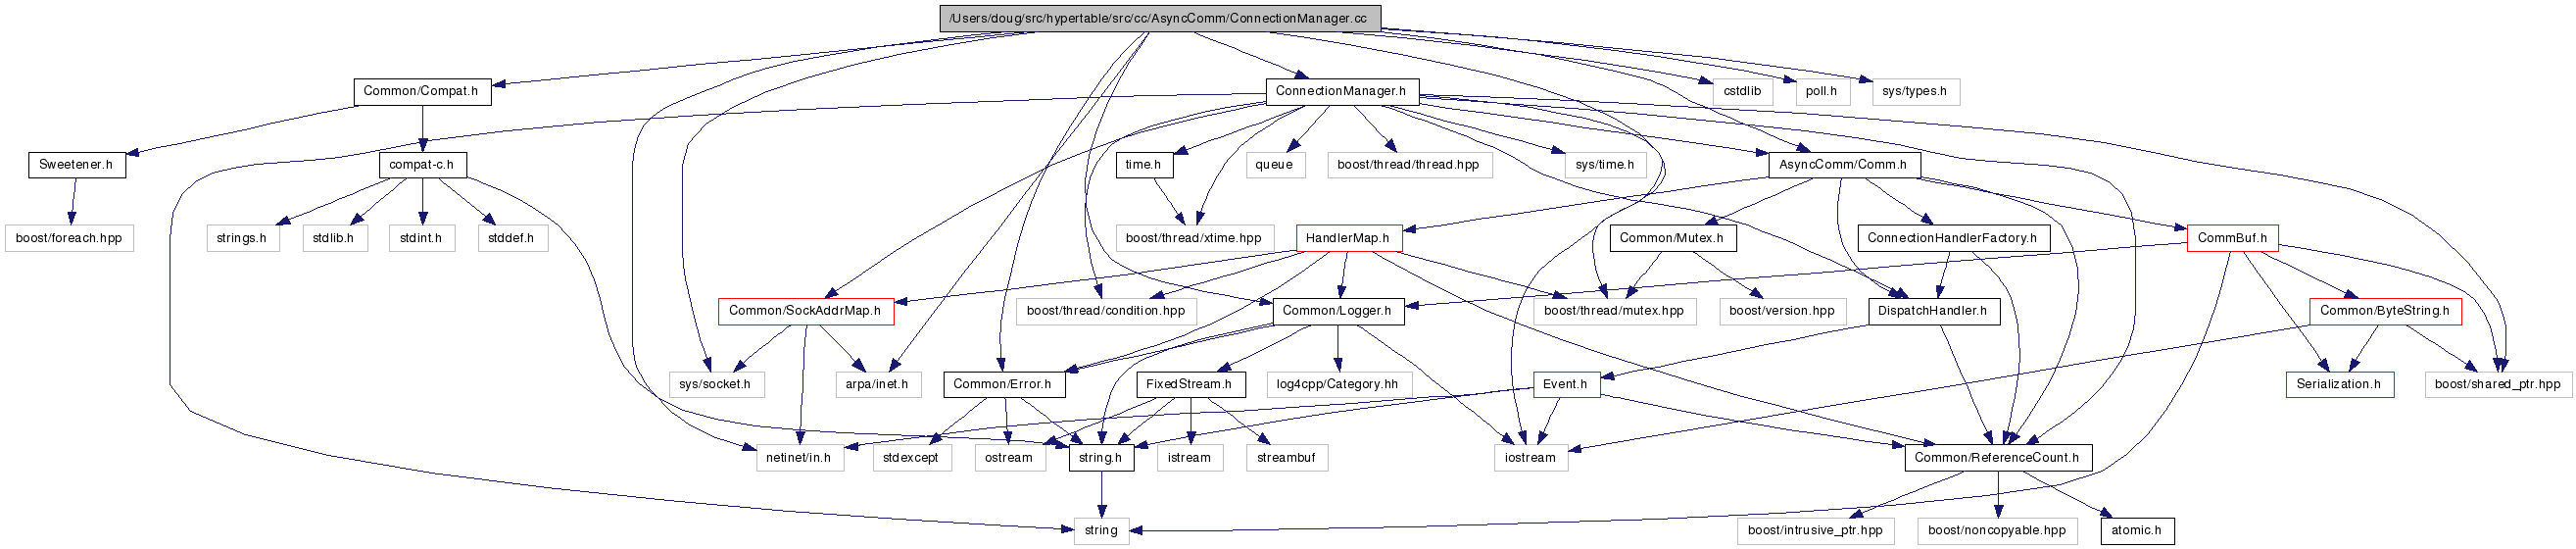 /Users/doug/src/hypertable/src/cc/AsyncComm/ConnectionManager.cc
Common/Compat.h
ConnectionManager.h
cstdlib
poll.h
sys/types.h
Sweetener.h
compat-c.h
time.h
queue
boost/thread/thread.hpp
sys/time.h
AsyncComm/Comm.h
boost/foreach.hpp
strings.h
stdlib.h
stdint.h
stddef.h
boost/thread/xtime.hpp
HandlerMap.h
Common/Mutex.h
ConnectionHandlerFactory.h
CommBuf.h
Common/SockAddrMap.h
boost/thread/condition.hpp
Common/Logger.h
boost/thread/mutex.hpp
boost/version.hpp
DispatchHandler.h
Common/ByteString.h
sys/socket.h
arpa/inet.h
Common/Error.h
FixedStream.h
log4cpp/Category.hh
Event.h
Serialization.h
boost/shared_ptr.hpp
netinet/in.h
stdexcept
ostream
string.h
istream
streambuf
iostream
Common/ReferenceCount.h
string
boost/intrusive_ptr.hpp
boost/noncopyable.hpp
atomic.h